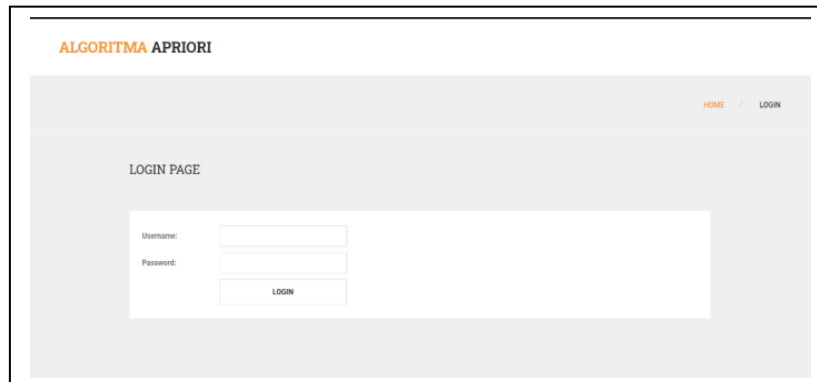 ALGORITMA APRIORI
HOME | LOGIN
LOGIN PAGE
Username:
Password:
LOGIN